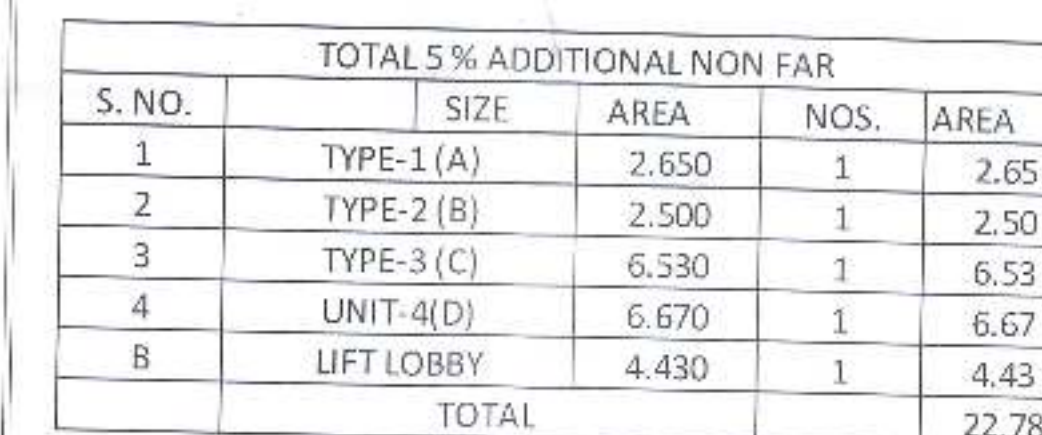 TOTAL 5 % ADDITIONAL NON FAR
S. NO. SIZE AREA NOS. AREA
1 TYPE-1 (A) 2.650 1 2.65
2 TYPE-2 (B) 2.500 1 2.50
3 TYPE-3 (C) 6.530 1 6.53
4 UNIT-4(D) 6.670 1 6.67
B LIFT LOBBY 4.430 1 4.43
TOTAL 22.78